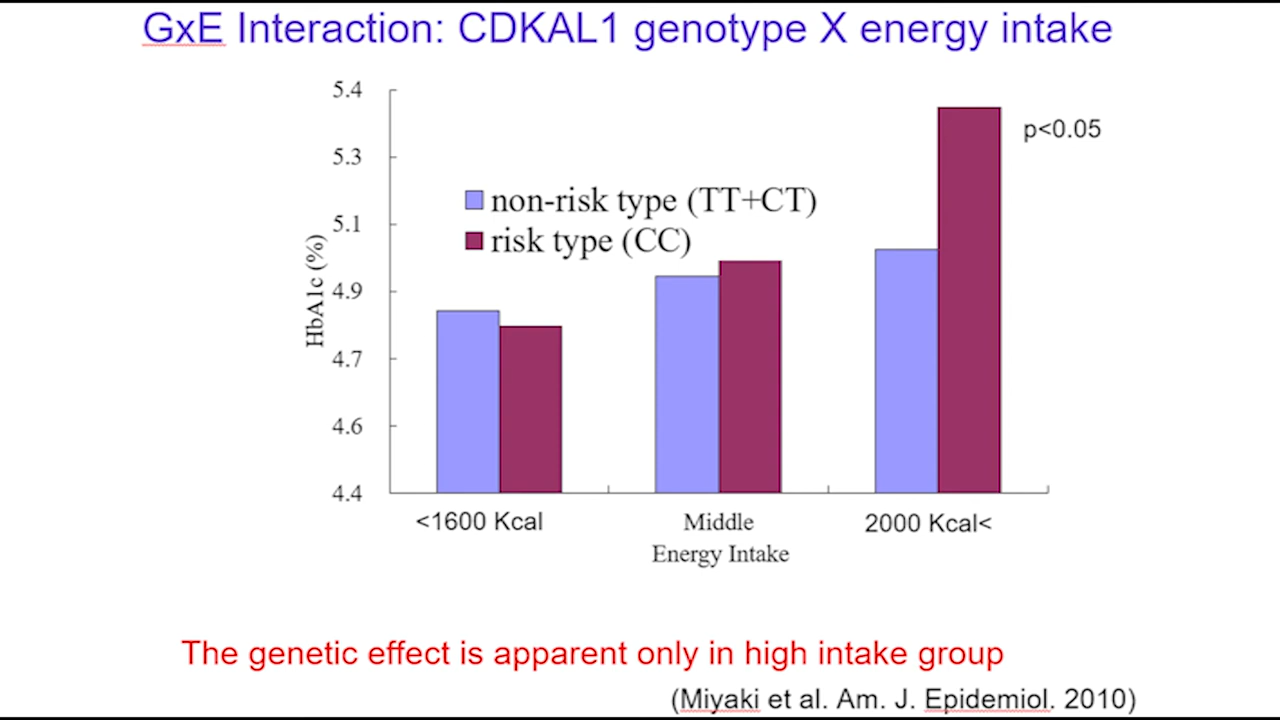 GxE Interaction: CDKAL1 genotype X energy intake
5.4
5.3
5.1
4.9
4.7
4.6
4.4
HbA1c (%)
non-risk type (TT+CT)
risk type (CC)
p<0.05
<1600 Kcal
Middle
2000 Kcal<
Energy Intake
The genetic effect is apparent only in high intake group
(Miyaki et al. Am. J. Epidemiol. 2010)